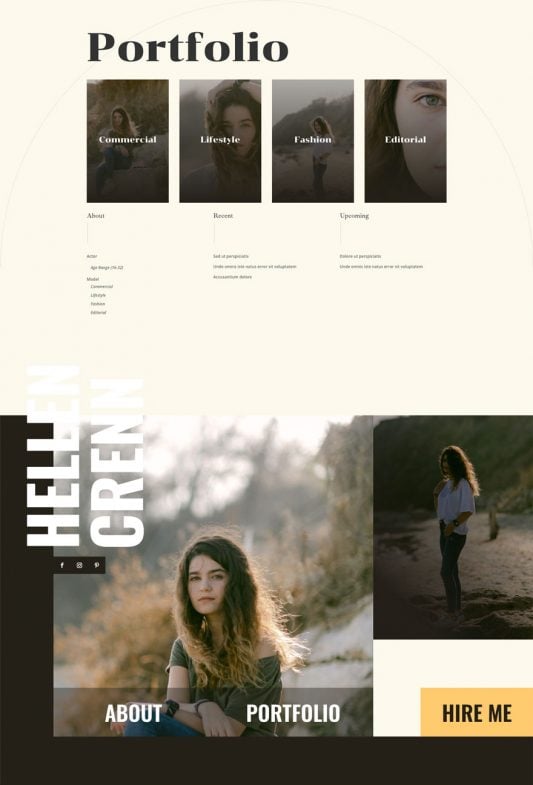 Portfolio
Commercial
Lifestyle
Fashion
Editorial
About
Recent
Upcoming
Actor
Age Range (16-32)
Model
Commercial
Lifestyle
Fashion
Editorial
Sed ut perspiciatis
Unde omnis iste natus error sit voluptatem
Accusantium dolore
Dolore ut perspiciatis
Unde omnis iste natus error sit voluptatem
HELLEN
CRENN
ABOUT
PORTFOLIO
HIRE ME